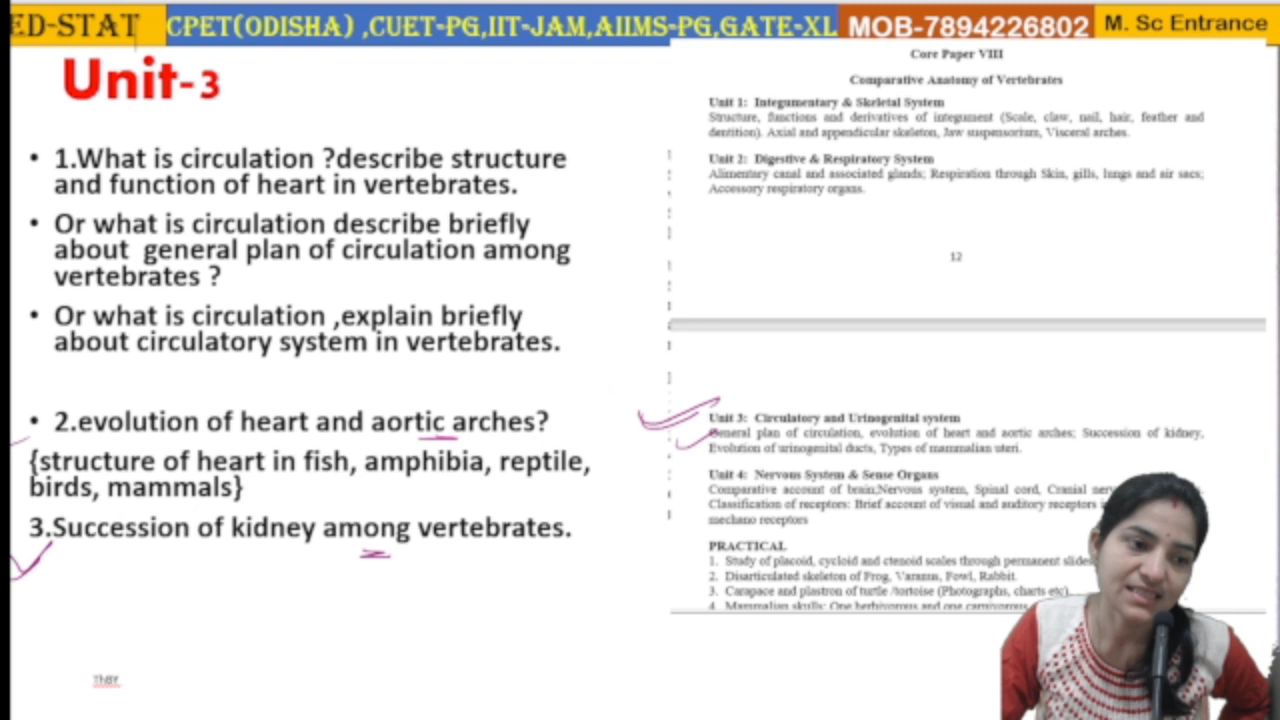 ED-STAT
CPET(ODISHA) ,CUET-PG,IIT-JAM,AIIMS-PG,GATE-XL
MOB-7894226802
M. Sc Entrance
Unit-3
• 1.What is circulation ?describe structure
and function of heart in vertebrates.
• Or what is circulation describe briefly
about general plan of circulation among
vertebrates ?
• Or what is circulation ,explain briefly
about circulatory system in vertebrates.
• 2.evolution of heart and aortic arches?
{structure of heart in fish, amphibia, reptile,
birds, mammals}
3.Succession of kidney among vertebrates.
Core Paper VIII
Comparative Anatomy of Vertebrates
Unit 1: Integumentary & Skeletal System
Structure, functions and derivatives of integument (Scale, claw, nail, hair, feather and
dentition). Axial and appendicular skeleton, Jaw suspensorium, Visceral arches.
Unit 2: Digestive & Respiratory System
Alimentary canal and associated glands; Respiration through Skin, gills, lungs and air sacs;
Accessory respiratory organs.
12
Unit 3: Circulatory and Urinogenital system
General plan of circulation, evolution of heart and aortic arches; Succession of kidney,
Evolution of urinogenital ducts, Types of mammalian uteri.
Unit 4: Nervous System & Sense Organs
Comparative account of brain;Nervous system, Spinal cord, Cranial
Classification of receptors: Brief account of visual and auditory receptors
mechano receptors
PRACTICAL
1. Study of placoid, cycloid and ctenoid scales through permanent slides
2. Disarticulated skeleton of Frog, Varanus, Fowl, Rabbit.
3. Carapace and plastron of turtle /tortoise (Photographs, charts etc)
4. Mammalian skulls: One herbivorous and one carnivorous